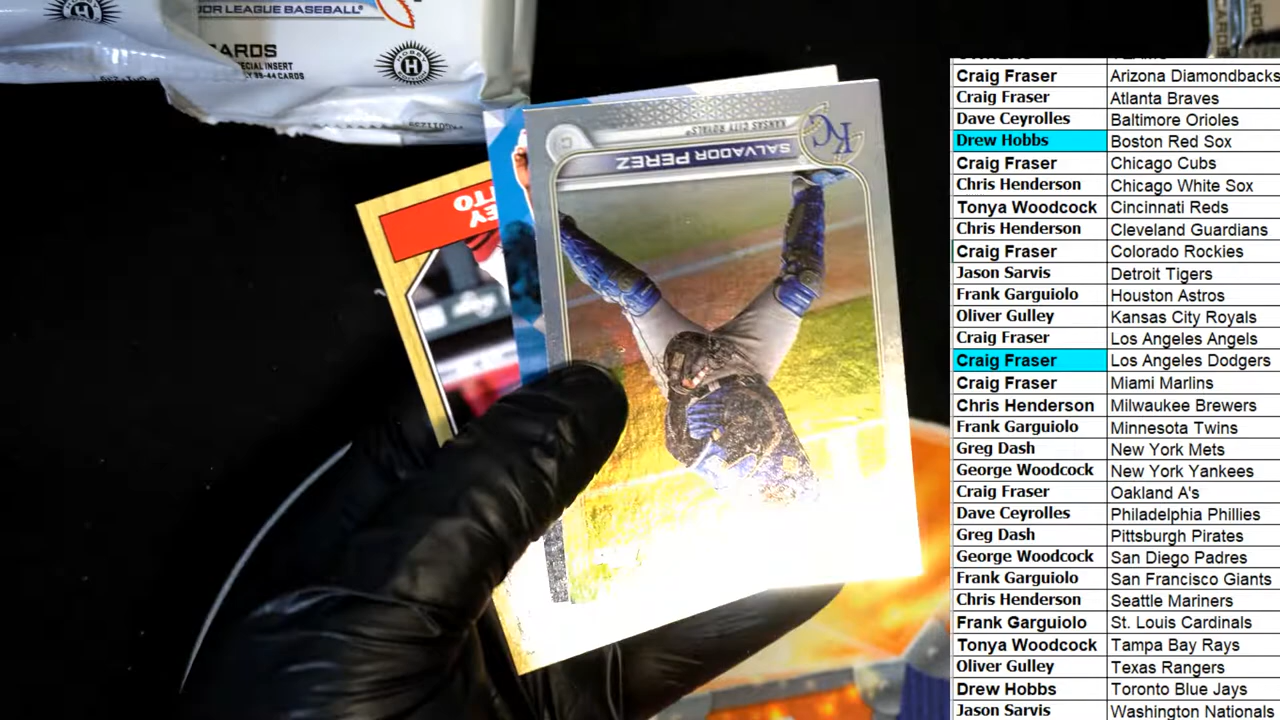 OR LEAGUE BASEBALL
CARDS
ECIAL INSERT
HOBBY
H
EDITION
KC
KANSAS CITY ROYALS
SALVADOR PEREZ
C
EY
TTO
Craig Fraser Arizona Diamondbacks
Craig Fraser Atlanta Braves
Dave Ceyrolles Baltimore Orioles
Drew Hobbs Boston Red Sox
Craig Fraser Chicago Cubs
Chris Henderson Chicago White Sox
Tonya Woodcock Cincinnati Reds
Chris Henderson Cleveland Guardians
Craig Fraser Colorado Rockies
Jason Sarvis Detroit Tigers
Frank Garguiolo Houston Astros
Oliver Gulley Kansas City Royals
Craig Fraser Los Angeles Angels
Craig Fraser Los Angeles Dodgers
Craig Fraser Miami Marlins
Chris Henderson Milwaukee Brewers
Frank Garguiolo Minnesota Twins
Greg Dash New York Mets
George Woodcock New York Yankees
Craig Fraser Oakland A's
Dave Ceyrolles Philadelphia Phillies
Greg Dash Pittsburgh Pirates
George Woodcock San Diego Padres
Frank Garguiolo San Francisco Giants
Chris Henderson Seattle Mariners
Frank Garguiolo St. Louis Cardinals
Tonya Woodcock Tampa Bay Rays
Oliver Gulley Texas Rangers
Drew Hobbs Toronto Blue Jays
Jason Sarvis Washington Nationals